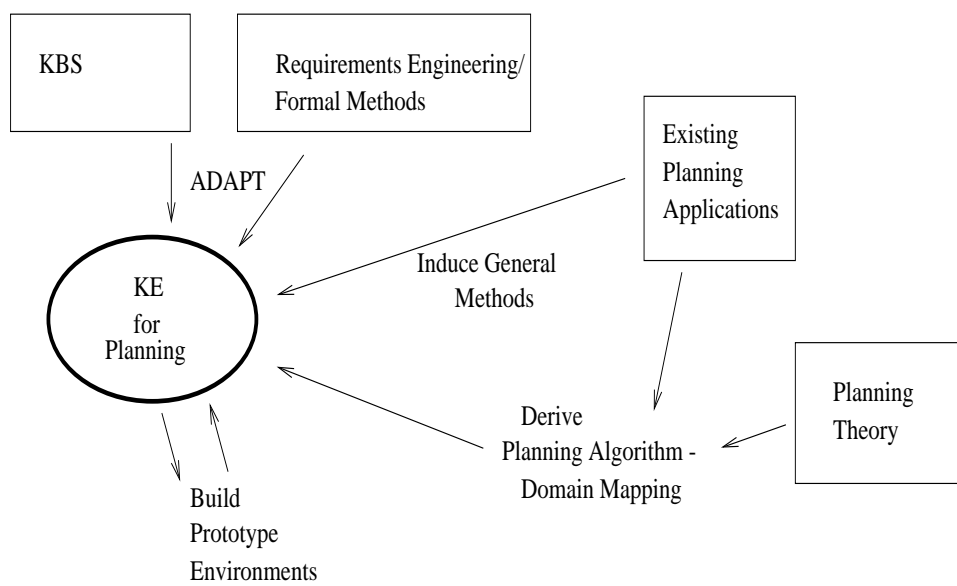 KBS
Requirements Engineering/
Formal Methods
ADAPT
Existing
Planning
Applications
Induce General
Methods
KE
for
Planning
Planning
Theory
Derive
Planning Algorithm -
Domain Mapping
Build
Prototype
Environments